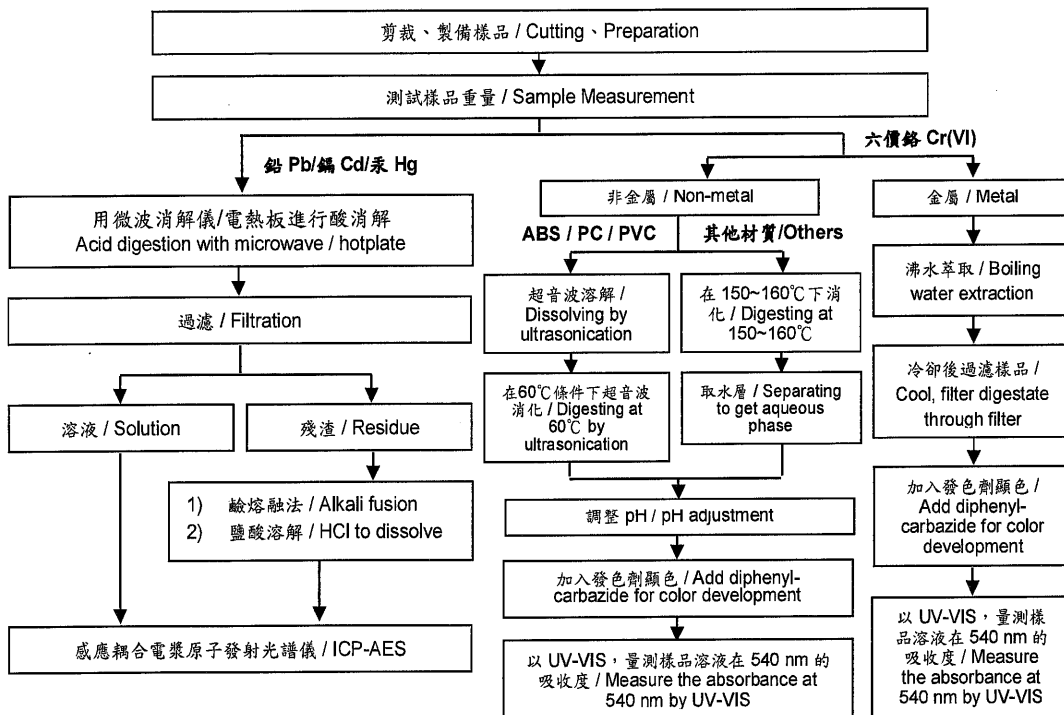 剪裁、製備樣品 / Cutting、Preparation
測試樣品重量 / Sample Measurement
鉛 Pb/鎘 Cd/汞 Hg
六價鉻 Cr(VI)
用微波消解儀/電熱板進行酸消解
Acid digestion with microwave / hotplate
過濾 / Filtration
溶液 / Solution
殘渣 / Residue
1) 鹼熔融法 / Alkali fusion
2) 鹽酸溶解 / HCl to dissolve
感應耦合電漿原子發射光譜儀 / ICP-AES
非金屬 / Non-metal
ABS / PC / PVC
其他材質/Others
超音波溶解 /
Dissolving by
ultrasonication
在60℃條件下超音波
消化 / Digesting at
60℃ by
ultrasonication
在 150~160℃下消
化 / Digesting at
150~160℃
取水層 / Separating
to get aqueous
phase
調整 pH / pH adjustment
加入發色劑顯色 / Add diphenyl-
carbazide for color development
以 UV-VIS，量測樣品溶液在 540 nm 的
吸收度 / Measure the absorbance at
540 nm by UV-VIS
金屬 / Metal
沸水萃取 / Boiling
water extraction
冷卻後過濾樣品 /
Cool, filter digestate
through filter
加入發色劑顯色 /
Add diphenyl-
carbazide for color
development
以 UV-VIS，量測樣
品溶液在 540 nm 的
吸收度 / Measure
the absorbance at
540 nm by UV-VIS